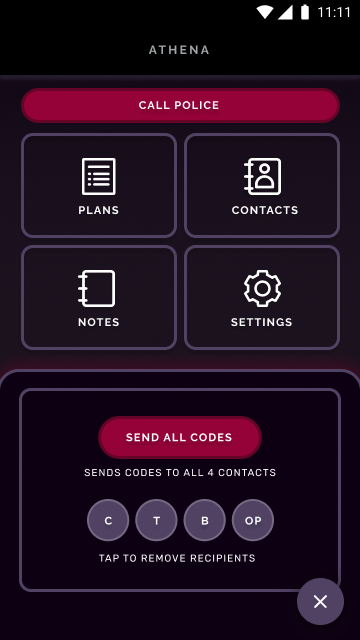 11:11
ATHENA
CALL POLICE
PLANS
CONTACTS
NOTES
SETTINGS
SEND ALL CODES
SENDS CODES TO ALL 4 CONTACTS
C T B OP
TAP TO REMOVE RECIPIENTS